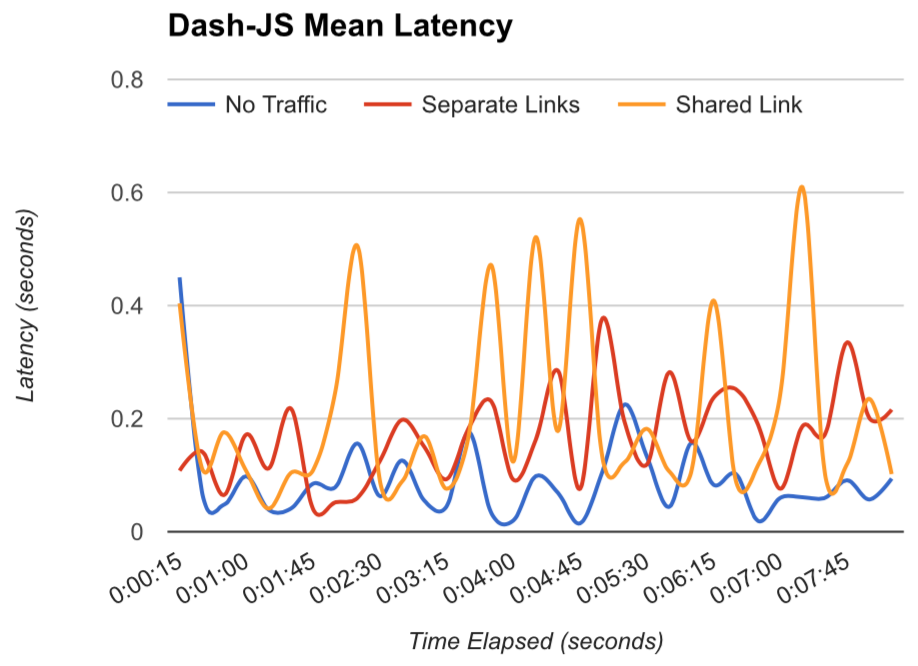 Dash-JS Mean Latency
0.8
No Traffic Separate Links Shared Link
0.6
0.4
0.2
0
Latency (seconds)
0:00:15 0:01:00 0:01:45 0:02:30 0:03:15 0:04:00 0:04:45 0:05:30 0:06:15 0:07:00 0:07:45
Time Elapsed (seconds)